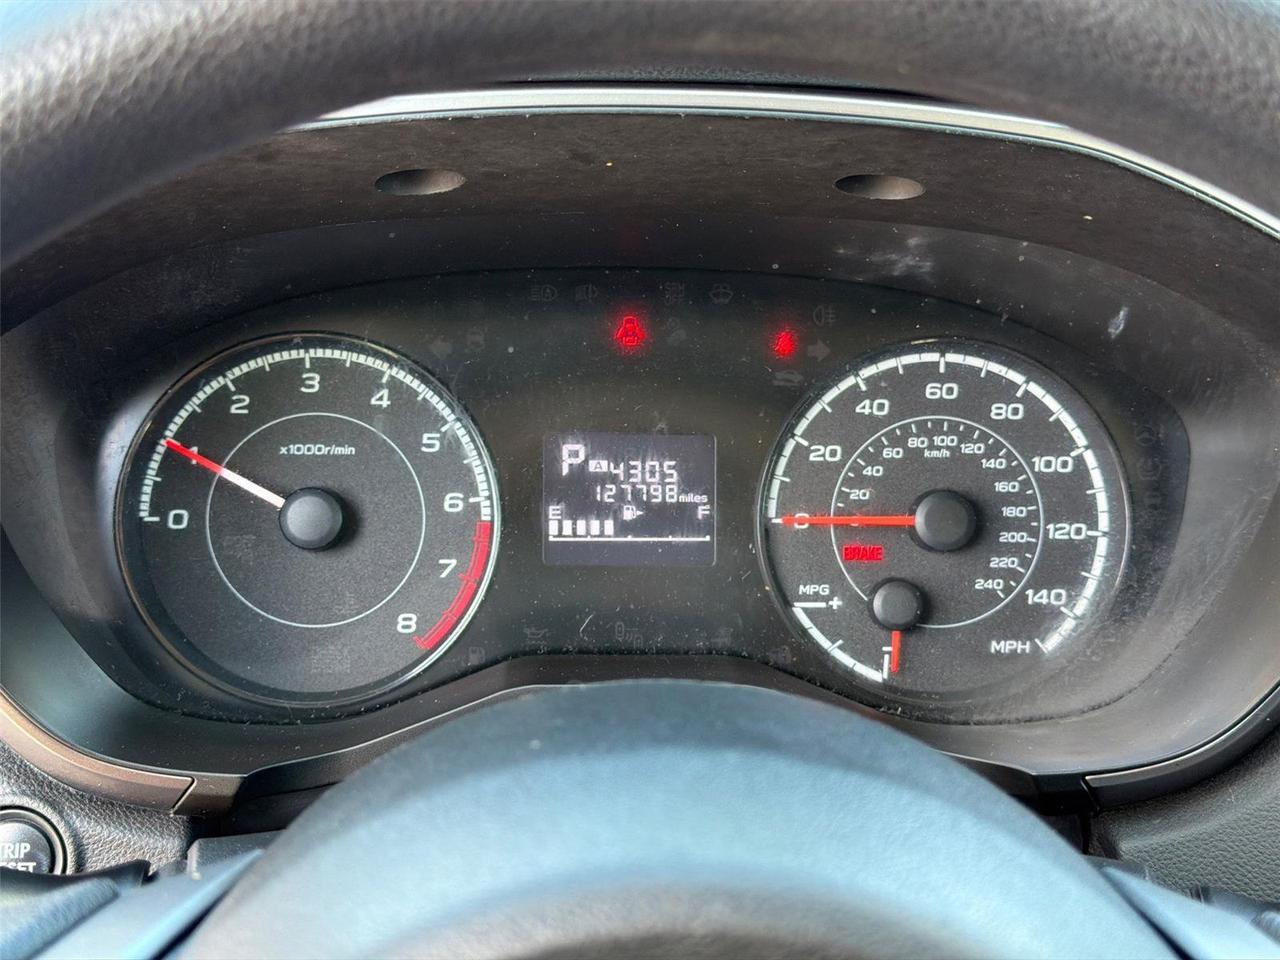 0 1 2 3 4 5 6 7 8
x1000r/min
P
A 4305
127798 miles
E F
0 20 40 60 80 100 120 140
MPH
20 40 60 80 100 120 140 160 180 200 220 240
km/h
BRAKE
MPG
+
-
TRIP